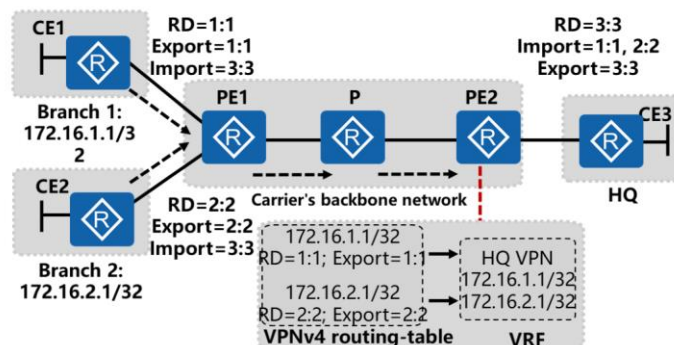 CE1
R
Branch 1:
172.16.1.1/3
2
RD=1:1
Export=1:1
Import=3:3
CE2
R
Branch 2:
172.16.2.1/32
RD=2:2
Export=2:2
Import=3:3
PE1
R
P
R
PE2
R
Carrier's backbone network
RD=3:3
Import=1:1, 2:2
Export=3:3
R
CE3
HQ
172.16.1.1/32
RD=1:1; Export=1:1
172.16.2.1/32
RD=2:2; Export=2:2
VPNv4 routing-table
HQ VPN
172.16.1.1/32
172.16.2.1/32
VRF